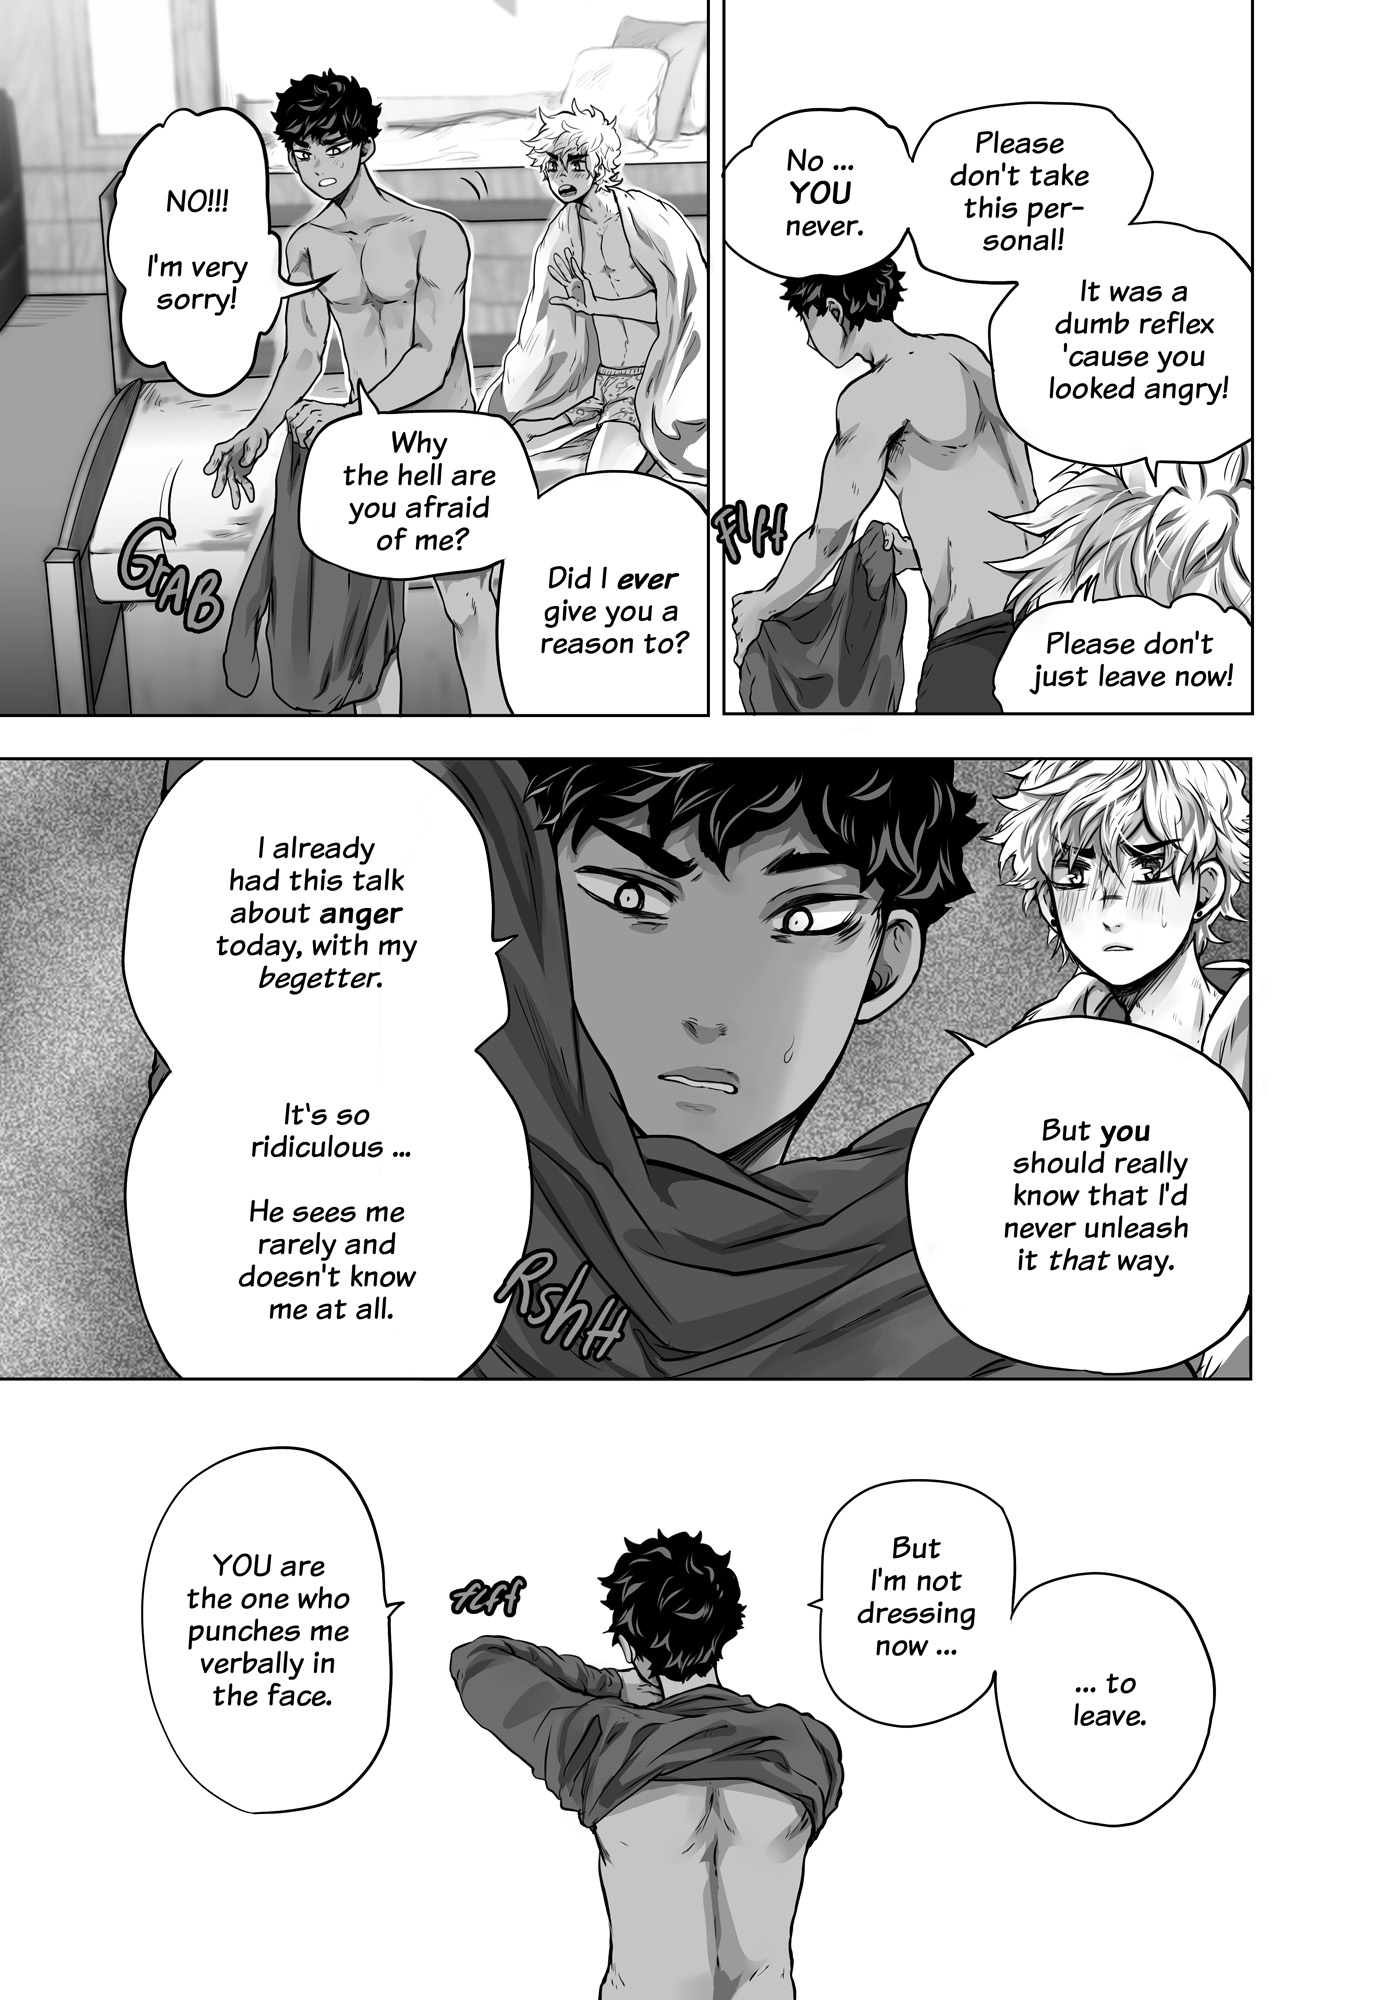 NO!!!
I'm very
sorry!
Why
the hell are
you afraid
of me?
GrAB
Did I ever
give you a
reason to?
No ...
YOU
never.
Please
don't take
this per-
sonal!
It was a
dumb reflex
'cause you
looked angry!
FlFF
Please don't
just leave now!
I already
had this talk
about anger
today, with my
begetter.
It's so
ridiculous ...
He sees me
rarely and
doesn't know
me at all.
RshH
But you
should really
know that I'd
never unleash
it that way.
YOU are
the one who
punches me
verbally in
the face.
flff
But
I'm not
dressing
now ...
... to
leave.